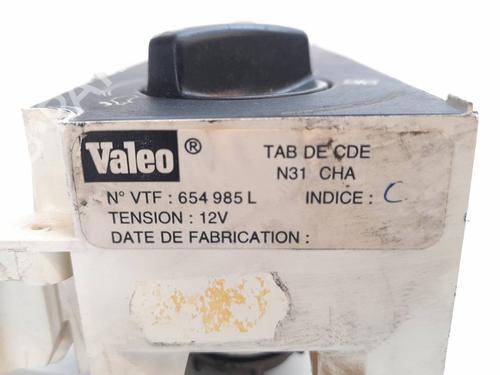 Valeo ®
TAB DE CDE
N31 CHA
N° VTF : 654 985 L
INDICE : C
TENSION : 12V
DATE DE FABRICATION :